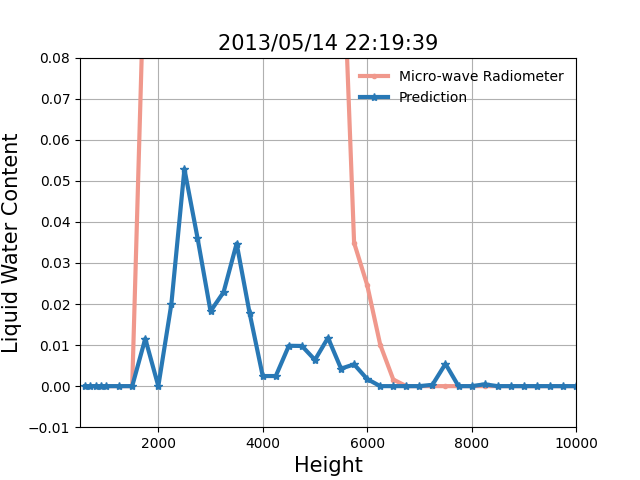 2013/05/14 22:19:39
Micro-wave Radiometer
Prediction
Liquid Water Content
0.08
0.07
0.06
0.05
0.04
0.03
0.02
0.01
0.00
−0.01
2000 4000 6000 8000 10000
Height